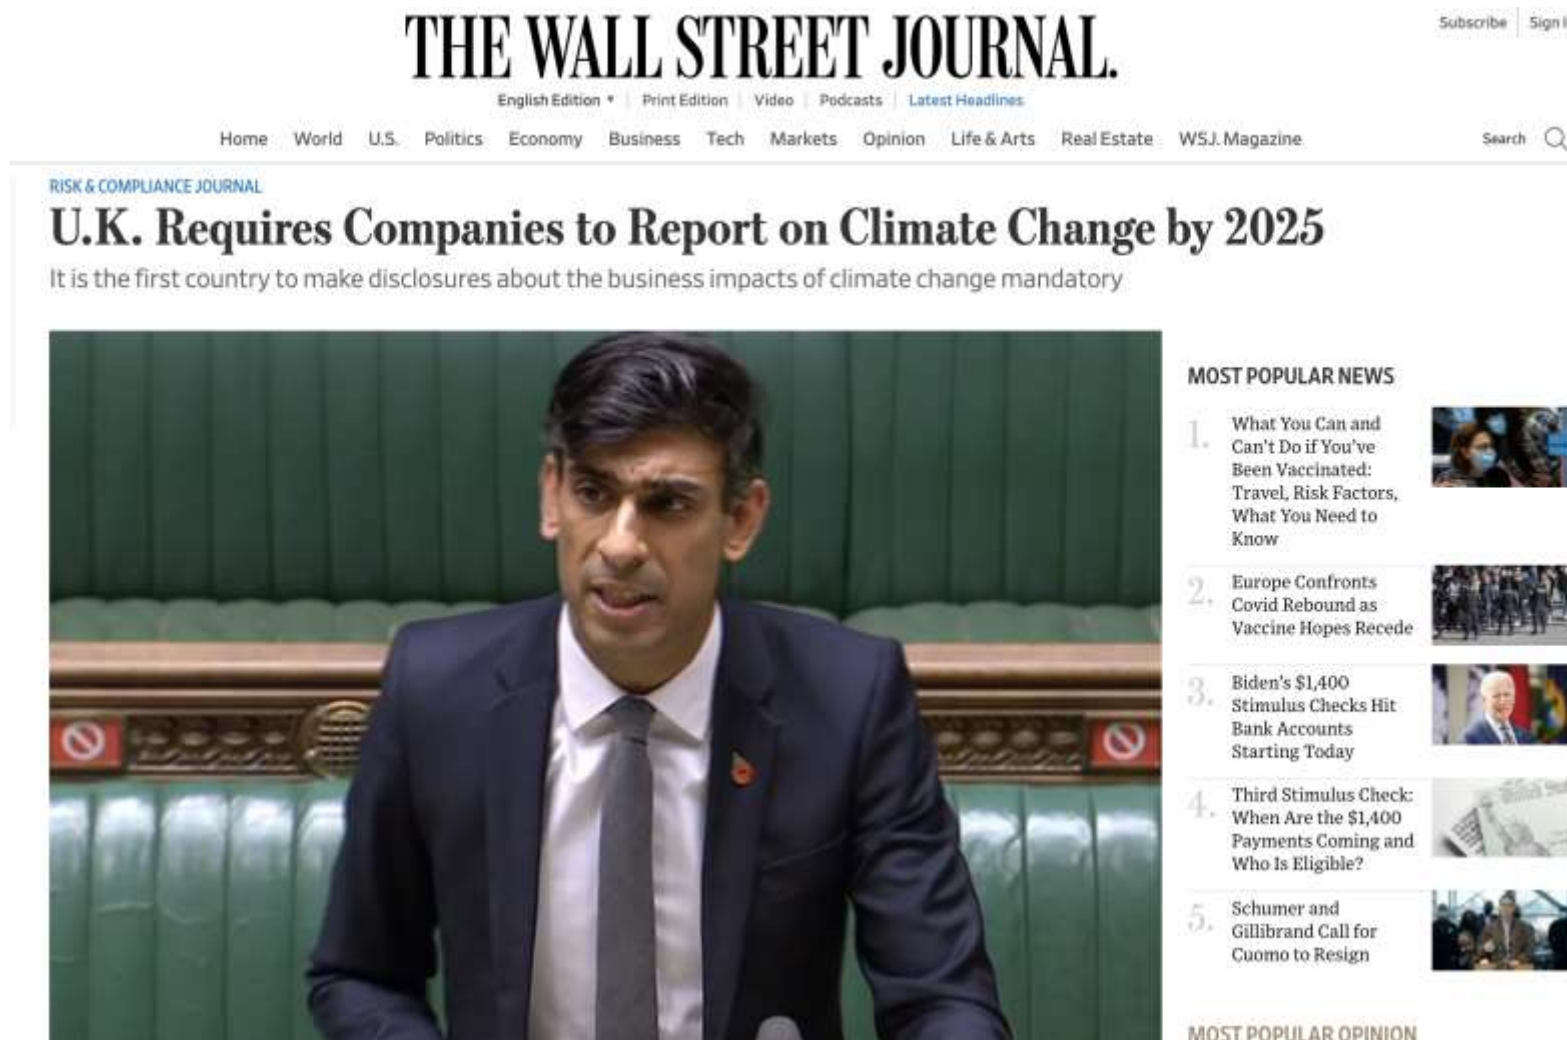 THE WALL STREET JOURNAL.
Subscribe
English Edition Print Edition Video Podcasts Latest Headlines
Home World U.S. Politics Economy Business Tech Markets Opinion Life & Arts Real Estate WSJ. Magazine
Search
RISK & COMPLIANCE JOURNAL
U.K. Requires Companies to Report on Climate Change by 2025
It is the first country to make disclosures about the business impacts of climate change mandatory
MOST POPULAR NEWS
1.
What You Can and
Can't Do if You've
Been Vaccinated:
Travel, Risk Factors,
What You Need to
Know
2.
Europe Confronts
Covid Rebound as
Vaccine Hopes Recede
3.
Biden's $1,400
Stimulus Checks Hit
Bank Accounts
Starting Today
4.
Third Stimulus Check:
When Are the $1,400
Payments Coming and
Who Is Eligible?
5.
Schumer and
Gillibrand Call for
Cuomo to Resign
MOST POPULAR OPINION